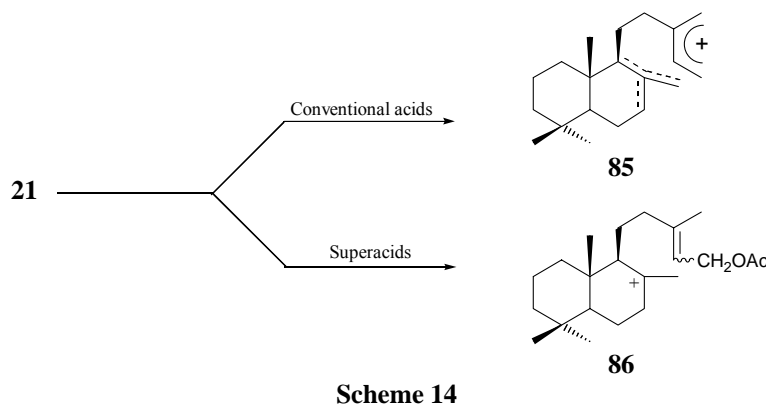 +
Conventional acids
85
21
Superacids
CH2OAc
+
86
Scheme 14